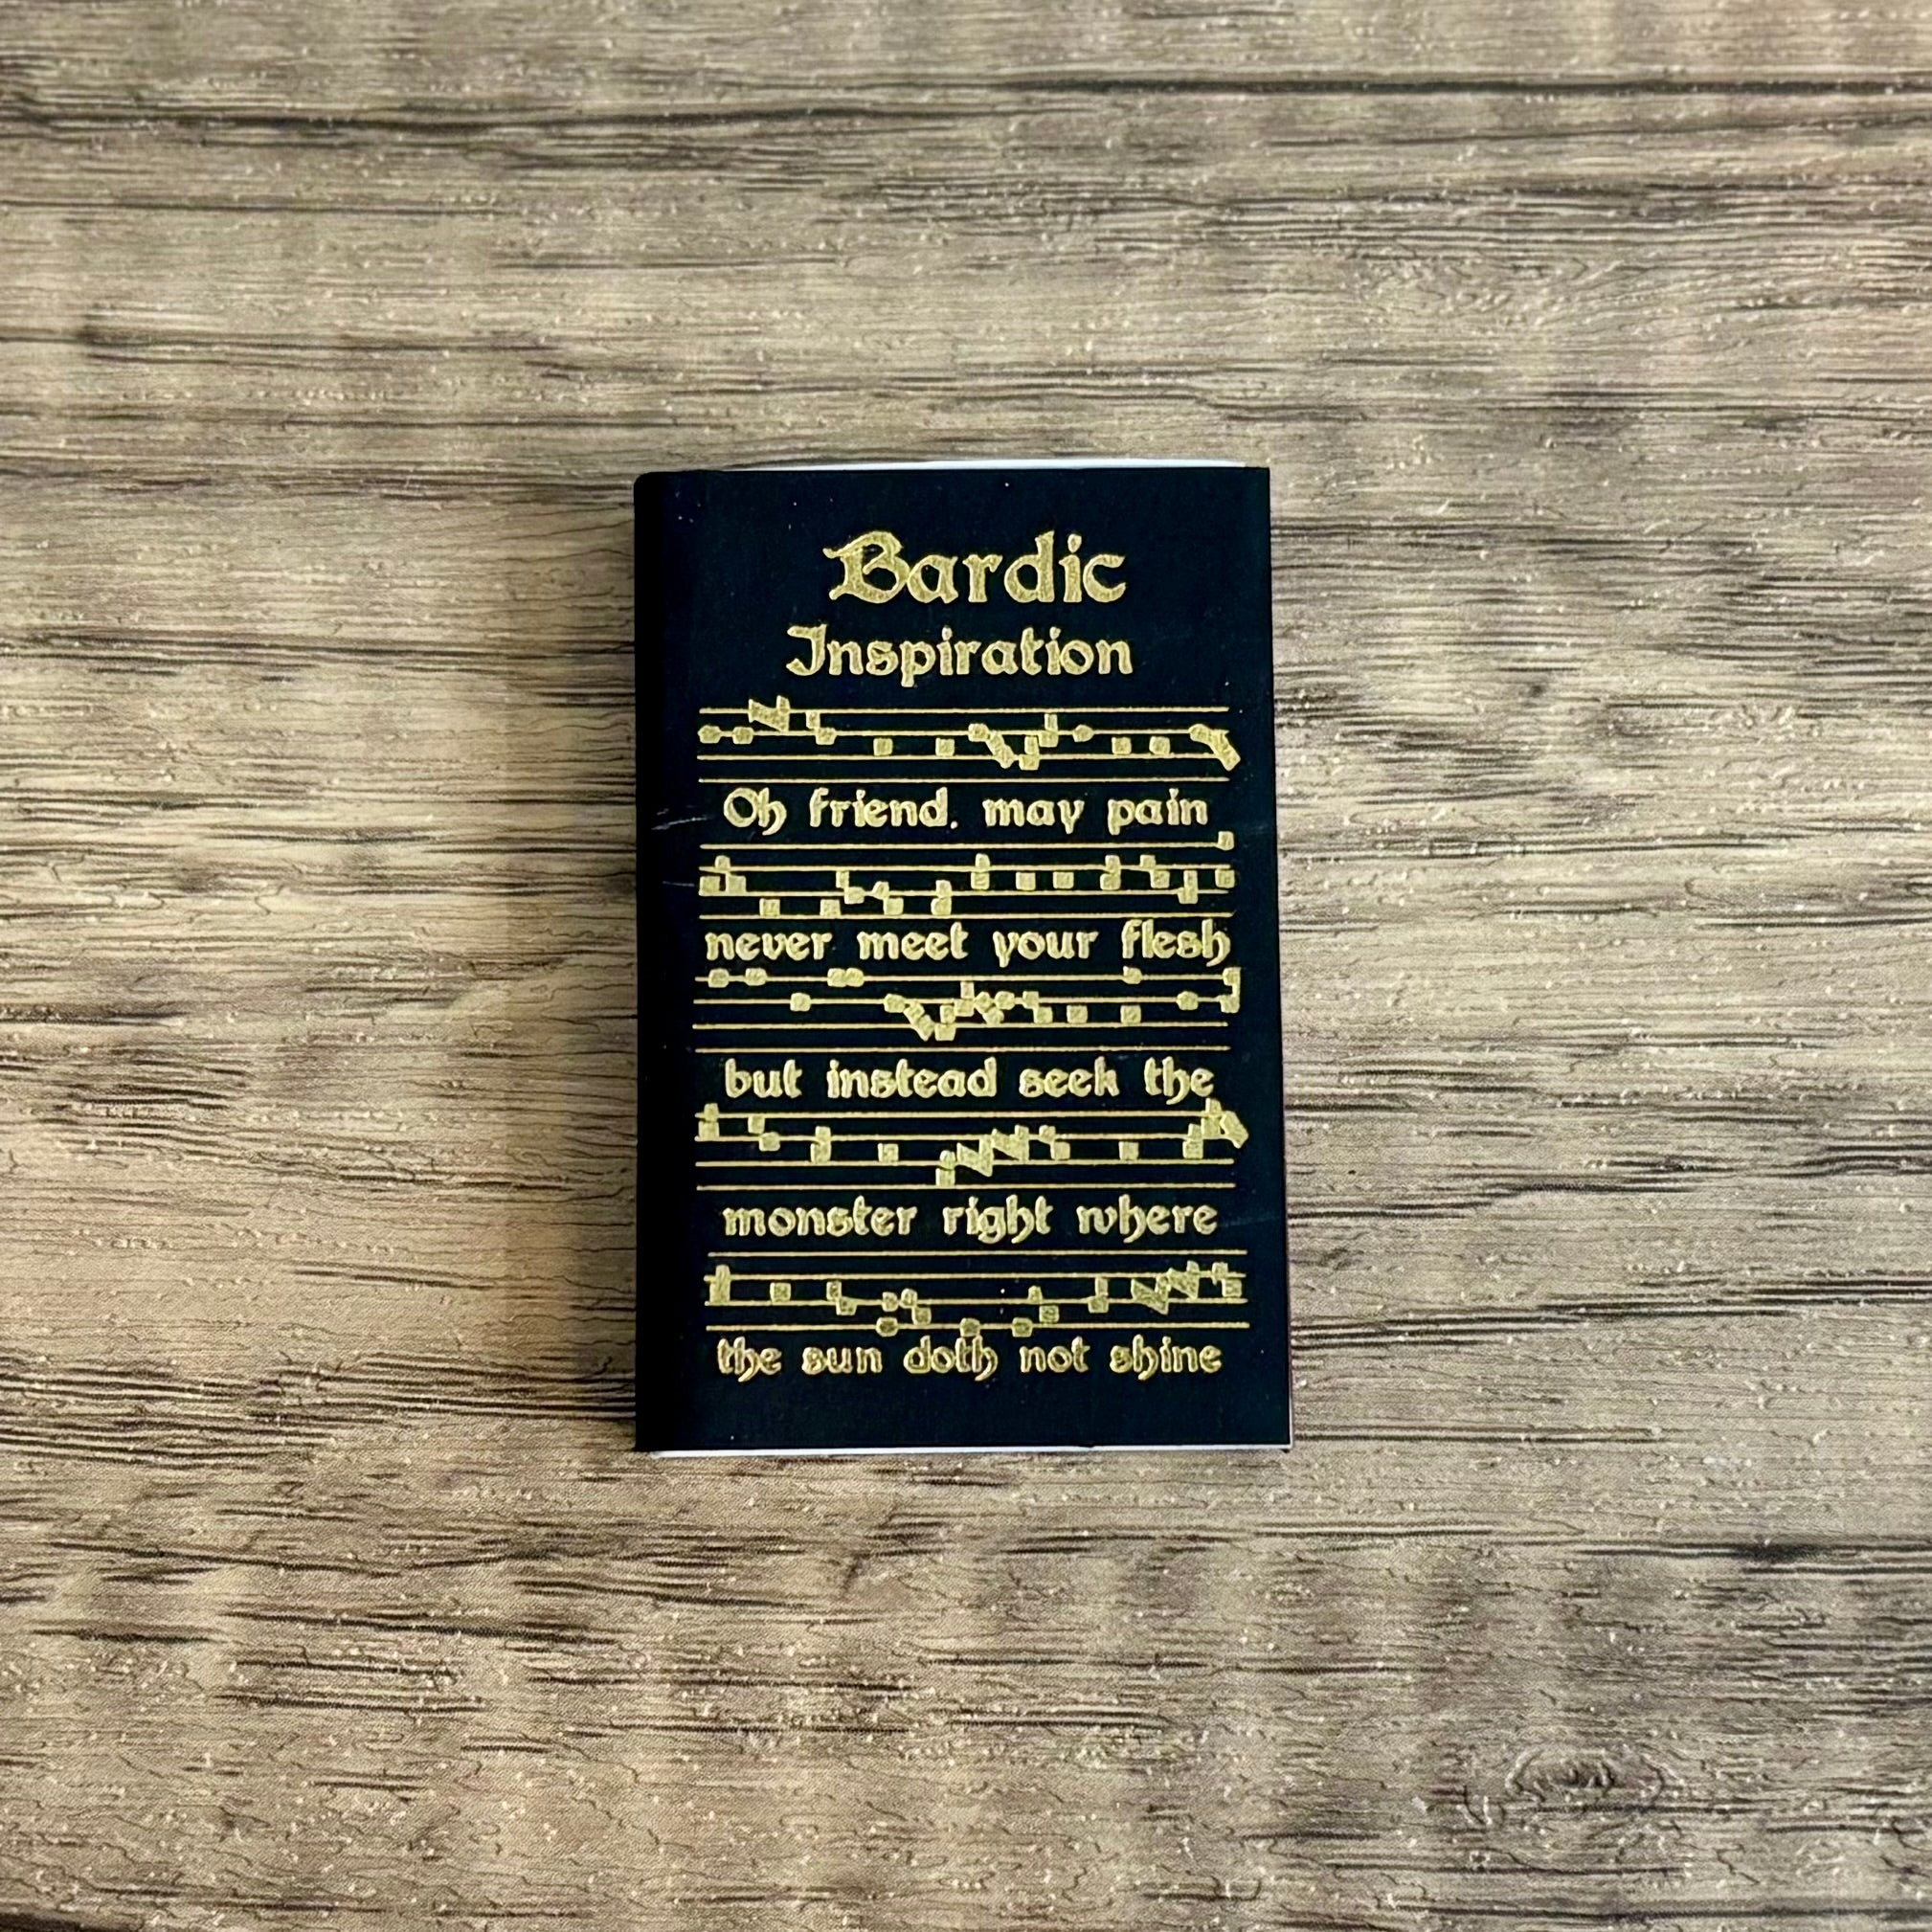 Bardic
Inspiration
Oh friend, may pain
never meet your flesh
but instead seek the
monster right where
the sun doth not shine